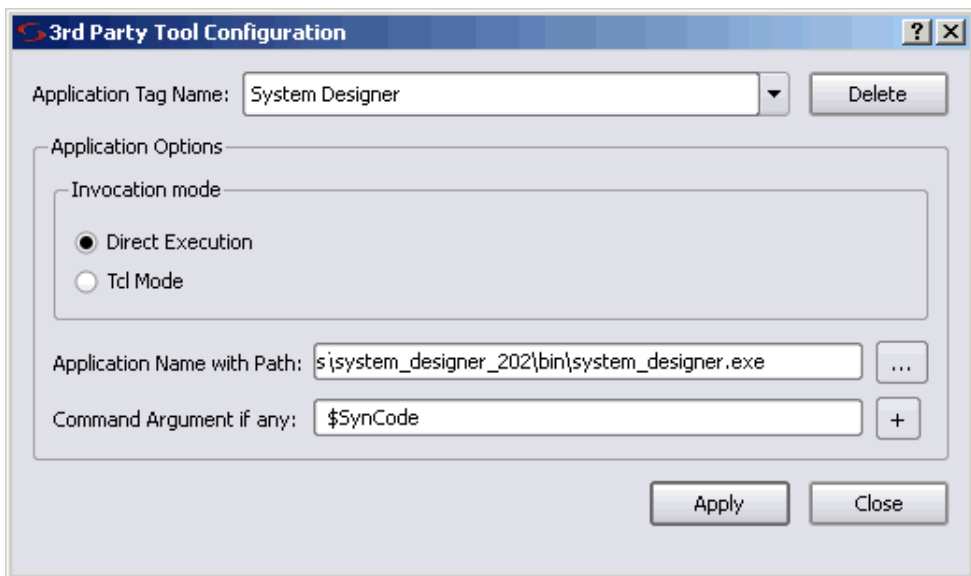 3rd Party Tool Configuration
Application Tag Name: System Designer Delete
Application Options
Invocation mode
Direct Execution
Tcl Mode
Application Name with Path: s\system_designer_202\bin\system_designer.exe ...
Command Argument if any: $SynCode +
Apply Close